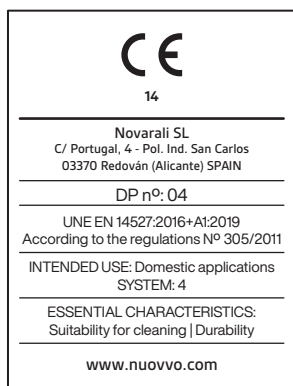 CE
14
Novarali SL
C/ Portugal, 4 - Pol. Ind. San Carlos
03370 Redován (Alicante) SPAIN
DP nº: 04
UNE EN 14527:2016+A1:2019
According to the regulations Nº 305/2011
INTENDED USE: Domestic applications
SYSTEM: 4
ESSENTIAL CHARACTERISTICS:
Suitability for cleaning | Durability
www.nuovvo.com